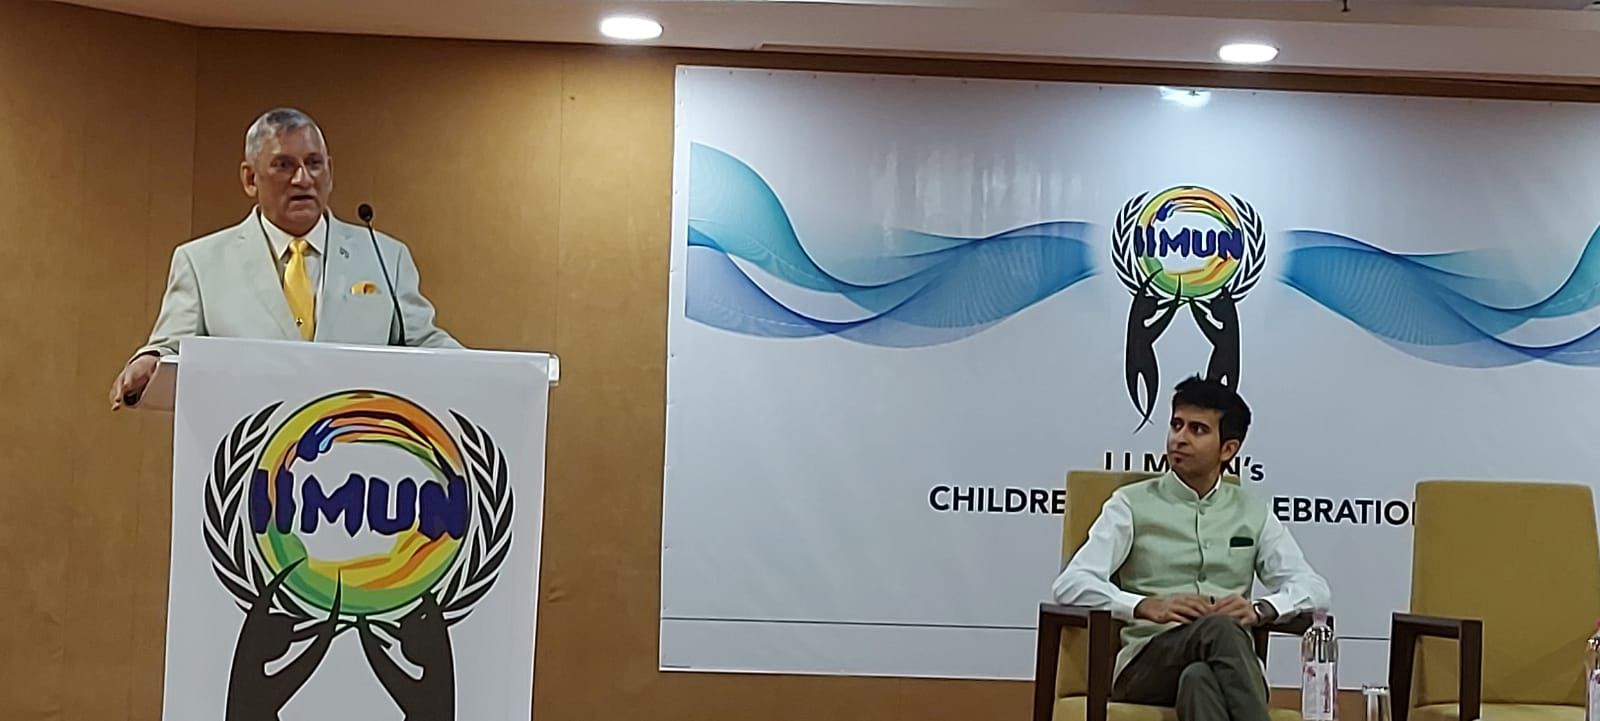 IIMUN
IIMUN
I I M N's
CHILDRE EBRATIO